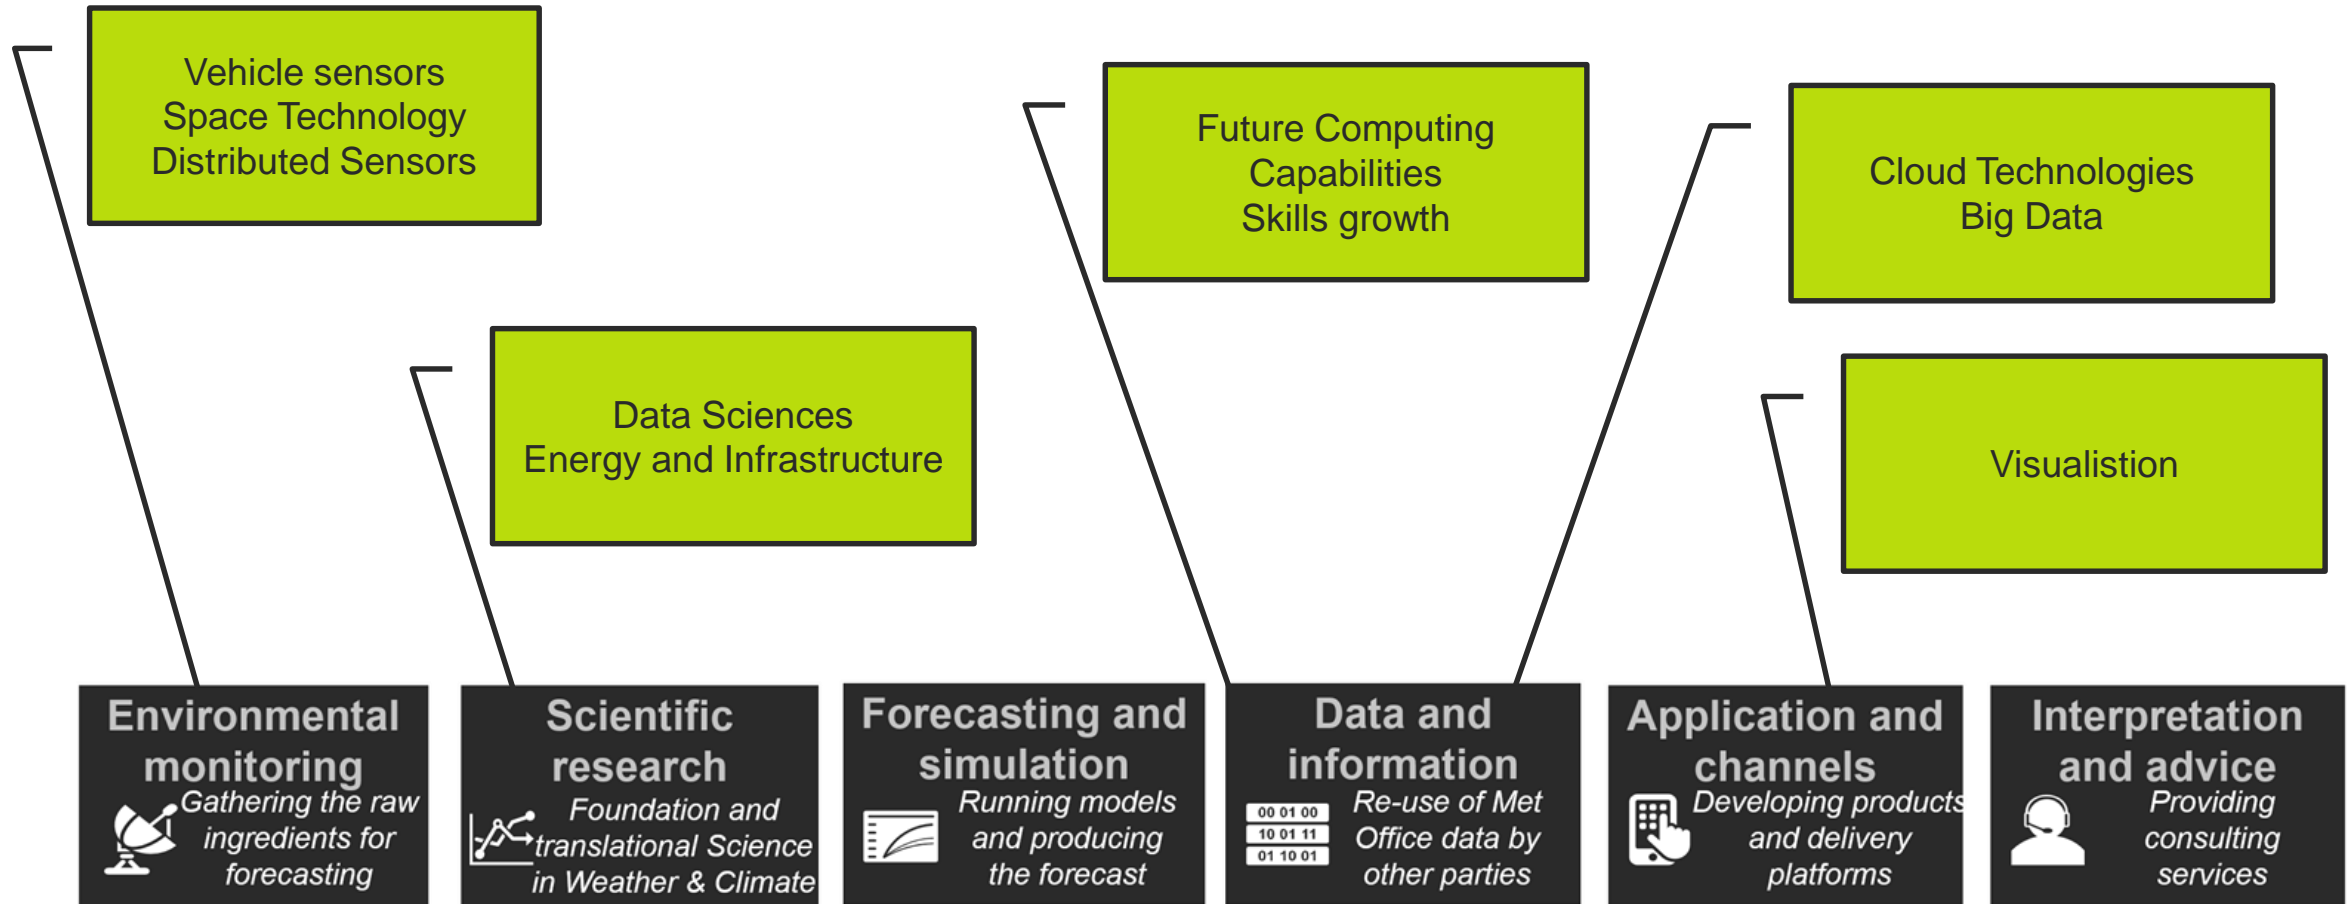 Vehicle sensors
Space Technology
Distributed Sensors
Future Computing
Capabilities
Skills growth
Cloud Technologies
Big Data
Data Sciences
Energy and Infrastructure
Visualistion
Environmental
monitoring
Gathering the raw
ingredients for
forecasting
Scientific
research
Foundation and
translational Science
in Weather & Climate
Forecasting and
simulation
Running models
and producing
the forecast
Data and
information
00 01 00
10 01 11
01 10 01
Re-use of Met
Office data by
other parties
Application and
channels
Developing products
and delivery
platforms
Interpretation
and advice
Providing
consulting
services